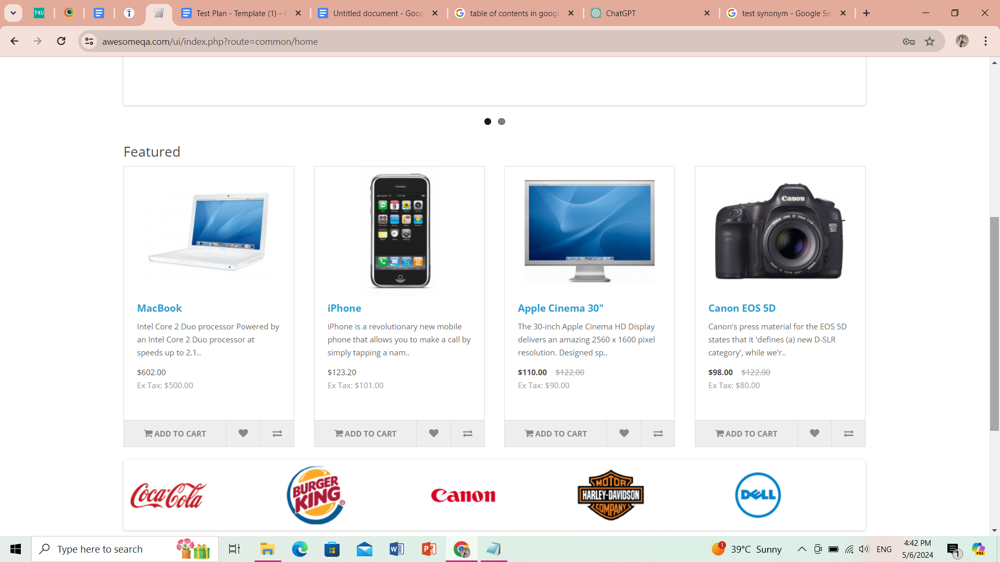 Test Plan - Template (1) - G
Untitled document - Goog
table of contents in googl
ChatGPT
test synonym - Google Se
awesomeqa.com/ui/index.php?route=common/home
Featured
Canon
EOS 5D
MacBook
Intel Core 2 Duo processor Powered by
an Intel Core 2 Duo processor at
speeds up to 2.1..
$602.00
Ex Tax: $500.00
ADD TO CART
iPhone
iPhone is a revolutionary new mobile
phone that allows you to make a call by
simply tapping a nam..
$123.20
Ex Tax: $101.00
ADD TO CART
Apple Cinema 30"
The 30-inch Apple Cinema HD Display
delivers an amazing 2560 x 1600 pixel
resolution. Designed sp..
$110.00 $122.00
Ex Tax: $90.00
ADD TO CART
Canon EOS 5D
Canon's press material for the EOS 5D
states that it 'defines (a) new D-SLR
category', while we'r..
$98.00 $122.00
Ex Tax: $80.00
ADD TO CART
Coca-Cola
BURGER KING®
Canon
MOTOR HARLEY-DAVIDSON COMPANY
DELL
Type here to search
39°C Sunny
ENG
4:42 PM
5/6/2024